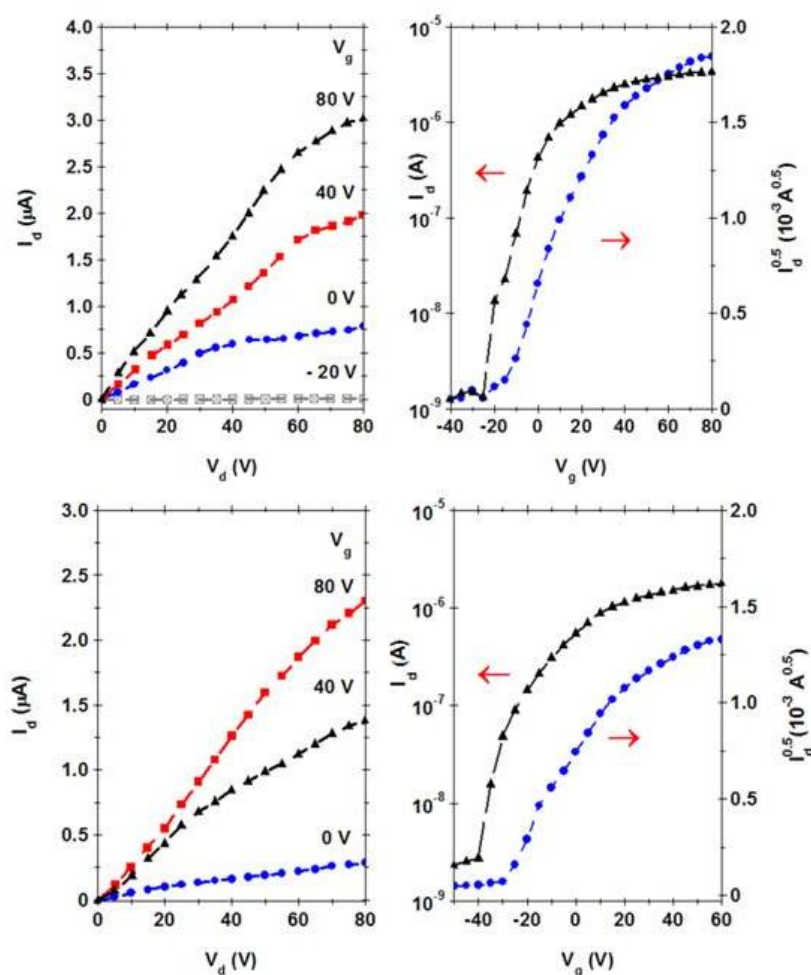 4.0
3.5
3.0
2.5
2.0
1.5
1.0
0.5
0
I_d (μA)
V_g
80 V
40 V
0 V
- 20 V
0 20 40 60 80
V_d (V)
10^-5
10^-6
10^-7
10^-8
10^-9
I_d (A)
2.0
1.5
1.0
0.5
0
I_d^0.5 (10^-3 A^0.5)
-40 -20 0 20 40 60 80
V_g (V)
3.0
2.5
2.0
1.5
1.0
0.5
0
I_d (μA)
V_g
80 V
40 V
0 V
0 20 40 60 80
V_d (V)
10^-5
10^-6
10^-7
10^-8
10^-9
I_d (A)
2.0
1.5
1.0
0.5
0
I_d^0.5 (10^-3 A^0.5)
-40 -20 0 20 40 60
V_g (V)